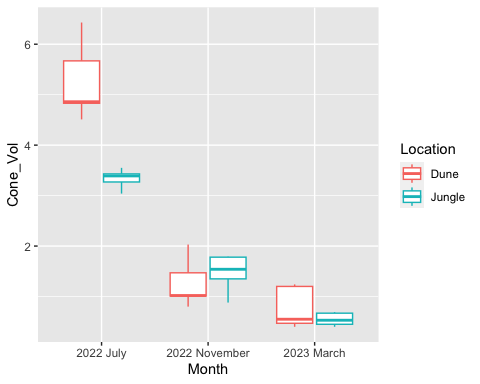 6
4
2
Cone_Vol
2022 July
2022 November
2023 March
Month
Location
Dune
Jungle